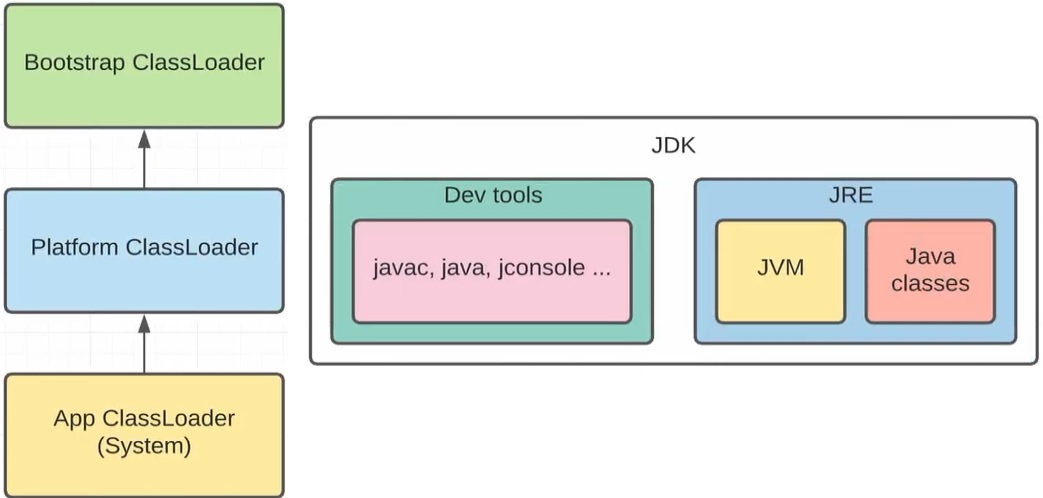 Bootstrap ClassLoader
Platform ClassLoader
App ClassLoader
(System)
JDK
Dev tools
javac, java, jconsole ...
JRE
JVM
Java
classes